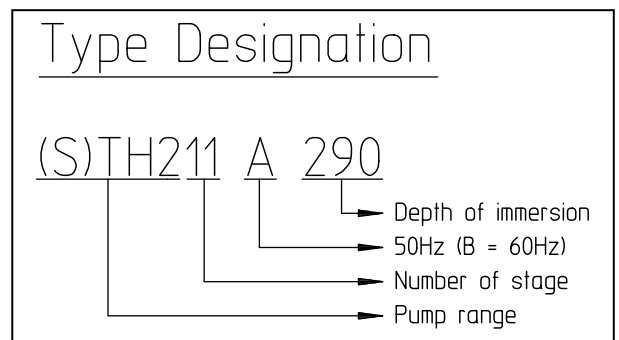 Type Designation
(S)TH211 A 290
Depth of immersion
50Hz (B = 60Hz)
Number of stage
Pump range